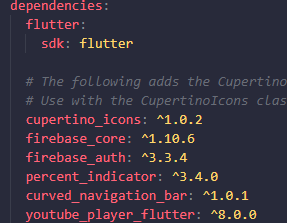 dependencies:
flutter:
sdk: flutter
# The following adds the Cupertino
# Use with the CupertinoIcons clas
cupertino_icons: ^1.0.2
firebase_core: ^1.10.6
firebase_auth: ^3.3.4
percent_indicator: ^3.4.0
curved_navigation_bar: ^1.0.1
youtube_player_flutter: ^8.0.0